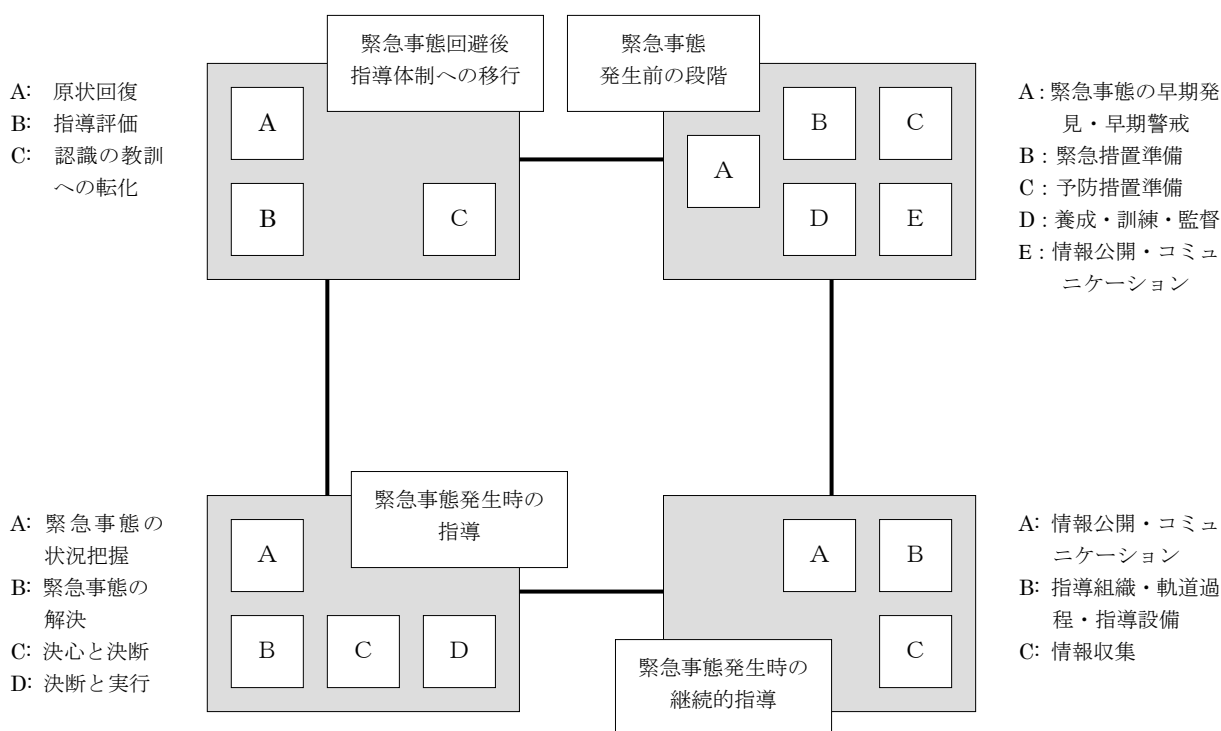 緊急事態回避後
指導体制への移行
緊急事態
発生前の段階
A: 原状回復
B: 指導評価
C: 認識の教訓
への転化
A
B
C
A
B
C
D
E
A：緊急事態の早期発
見・早期警戒
B：緊急措置準備
C：予防措置準備
D：養成・訓練・監督
E：情報公開・コミュ
ニケーション
緊急事態発生時の
指導
A: 緊急事態の
状況把握
B: 緊急事態の
解決
C: 決心と決断
D: 決断と実行
A
B
C
D
A
B
C
緊急事態発生時の
継続的指導
A: 情報公開・コミュ
ニケーション
B: 指導組織・軌道過
程・指導設備
C: 情報収集